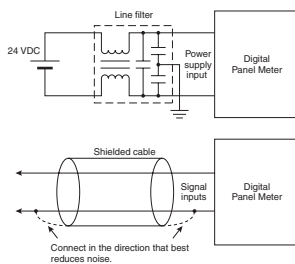 Line filter
24 VDC
Power
supply
input
Digital
Panel Meter
Shielded cable
Signal
inputs
Digital
Panel Meter
Connect in the direction that best
reduces noise.